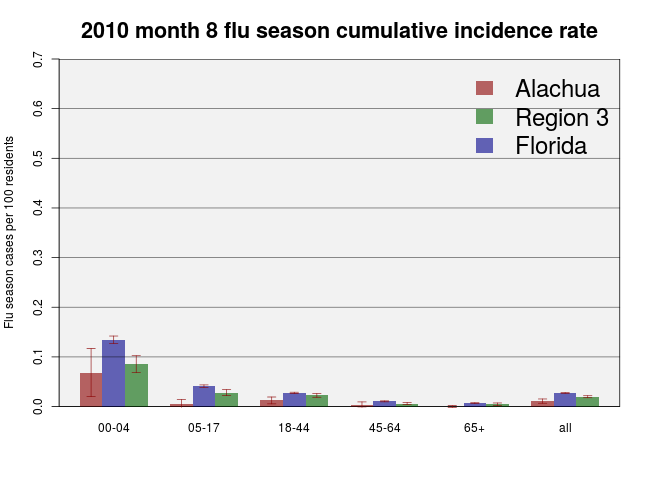 2010 month 8 flu season cumulative incidence rate
Flu season cases per 100 residents
0.7
0.6
0.5
0.4
0.3
0.2
0.1
0.0
Alachua
Region 3
Florida
00-04 05-17 18-44 45-64 65+ all